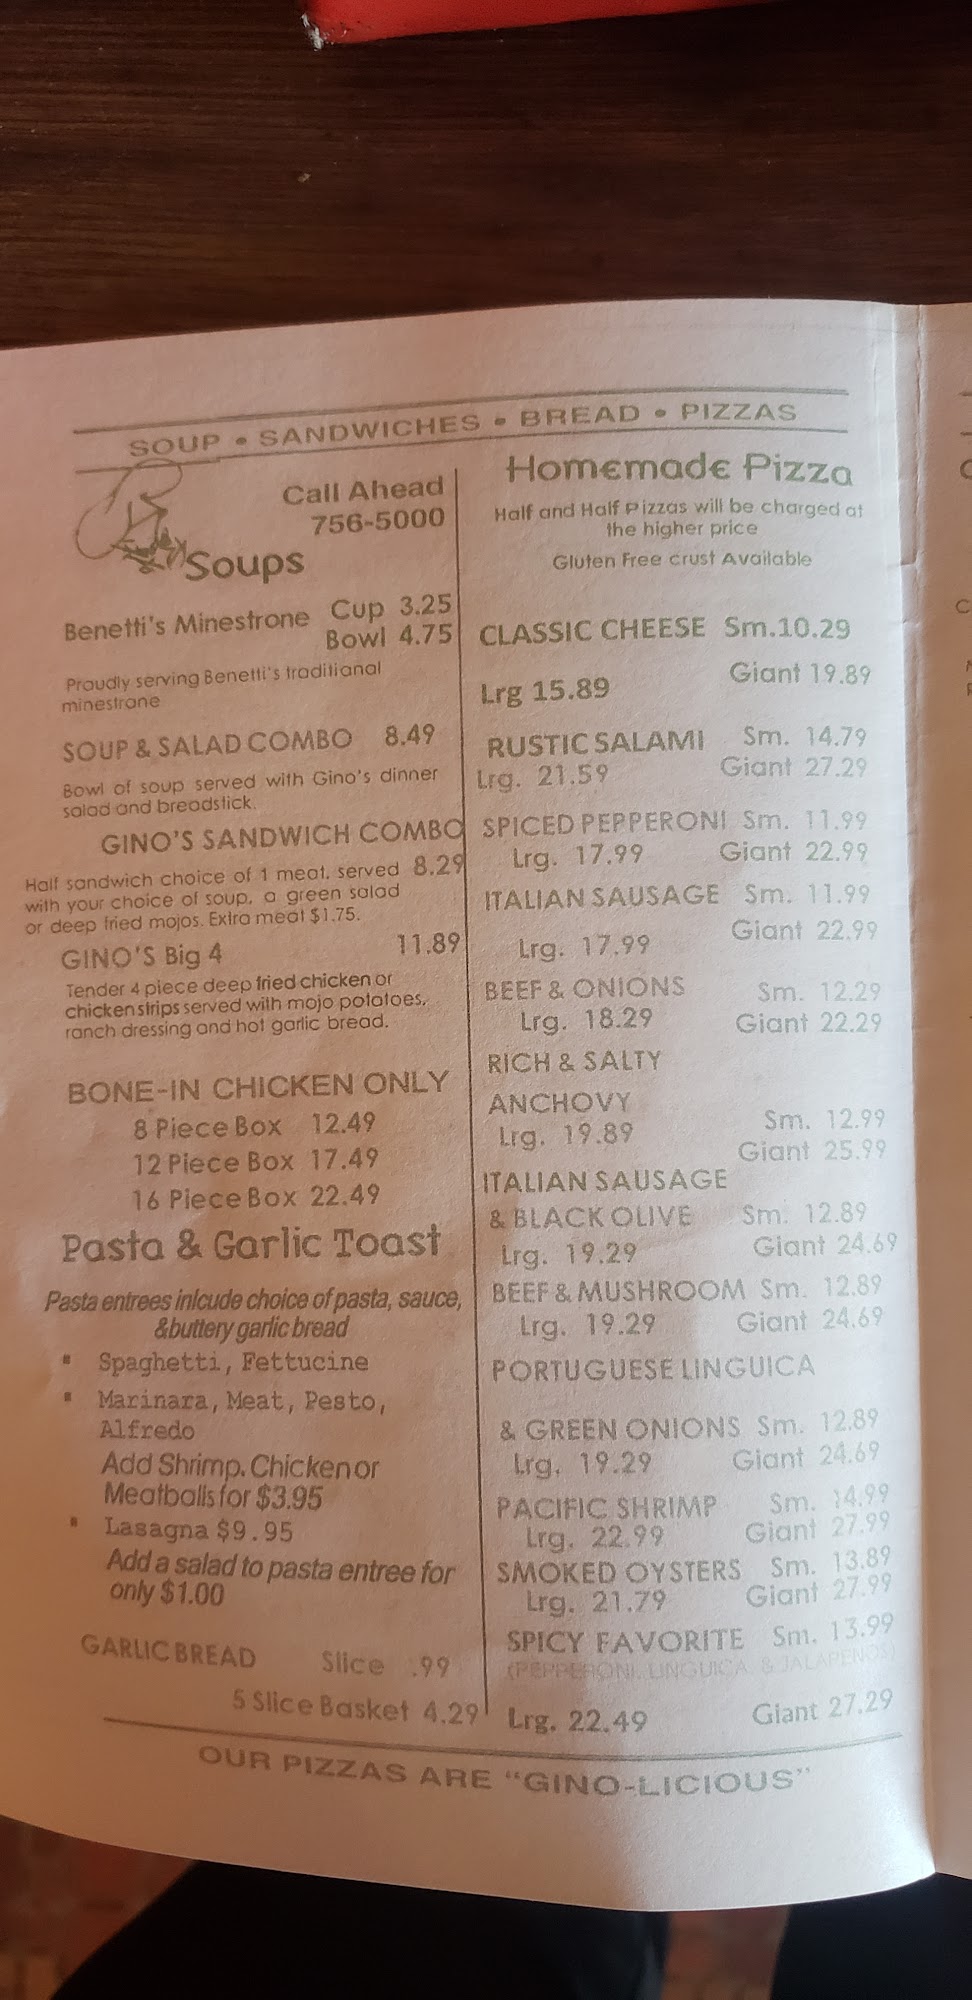 SOUP • SANDWICHES • BREAD • PIZZAS
Call Ahead
756-5000
Soups
Benetti's Minestrone Cup 3.25
Bowl 4.75
Proudly serving Benetti's traditional
minestrone
SOUP & SALAD COMBO 8.49
Bowl of soup served with Gino's dinner
salad and breadstick.
GINO'S SANDWICH COMBO
Half sandwich choice of 1 meat, served 8.29
with your choice of soup, a green salad
or deep fried mojos. Extra meat $1.75.
GINO'S Big 4 11.89
Tender 4 piece deep fried chicken or
chicken strips served with mojo potatoes,
ranch dressing and hot garlic bread.
BONE-IN CHICKEN ONLY
8 Piece Box 12.49
12 Piece Box 17.49
16 Piece Box 22.49
Pasta & Garlic Toast
Pasta entrees inlcude choice of pasta, sauce,
&buttery garlic bread
Spaghetti, Fettucine
Marinara, Meat, Pesto,
Alfredo
Add Shrimp, Chicken or
Meatballs for $3.95
Lasagna $9.95
Add a salad to pasta entree for
only $1.00
GARLIC BREAD Slice .99
5 Slice Basket 4.29
Homemade Pizza
Half and Half Pizzas will be charged at
the higher price
Gluten Free crust Available
CLASSIC CHEESE Sm.10.29
Lrg 15.89 Giant 19.89
RUSTIC SALAMI Sm. 14.79
Lrg. 21.59 Giant 27.29
SPICED PEPPERONI Sm. 11.99
Lrg. 17.99 Giant 22.99
ITALIAN SAUSAGE Sm. 11.99
Lrg. 17.99 Giant 22.99
BEEF & ONIONS Sm. 12.29
Lrg. 18.29 Giant 22.29
RICH & SALTY
ANCHOVY Sm. 12.99
Lrg. 19.89 Giant 25.99
ITALIAN SAUSAGE
& BLACK OLIVE Sm. 12.89
Lrg. 19.29 Giant 24.69
BEEF & MUSHROOM Sm. 12.89
Lrg. 19.29 Giant 24.69
PORTUGUESE LINGUICA
& GREEN ONIONS Sm. 12.89
Lrg. 19.29 Giant 24.69
PACIFIC SHRIMP Sm. 14.99
Lrg. 22.99 Giant 27.99
SMOKED OYSTERS Sm. 13.89
Lrg. 21.79 Giant 27.99
SPICY FAVORITE Sm. 13.99
(PEPPERONI, LINGUICA, & JALAPENOS)
Lrg. 22.49 Giant 27.29
OUR PIZZAS ARE "GINO-LICIOUS"